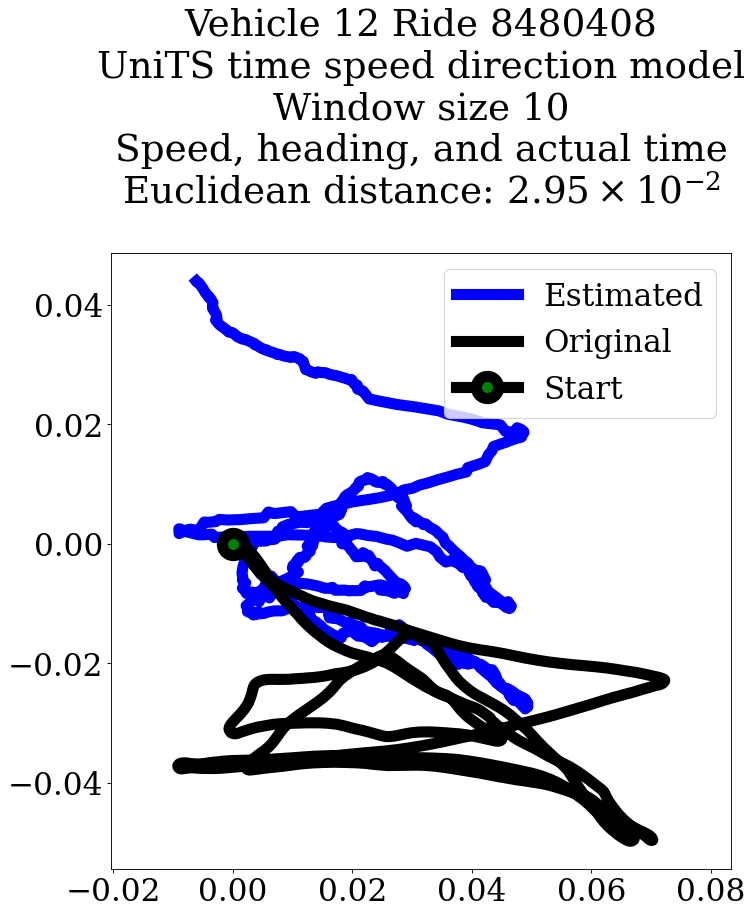 Vehicle 12 Ride 8480408
UniTS time speed direction model
Window size 10
Speed, heading, and actual time
Euclidean distance: 2.95 × 10⁻²
Estimated
Original
Start
0.04
0.02
0.00
−0.02
−0.04
−0.02 0.00 0.02 0.04 0.06 0.08